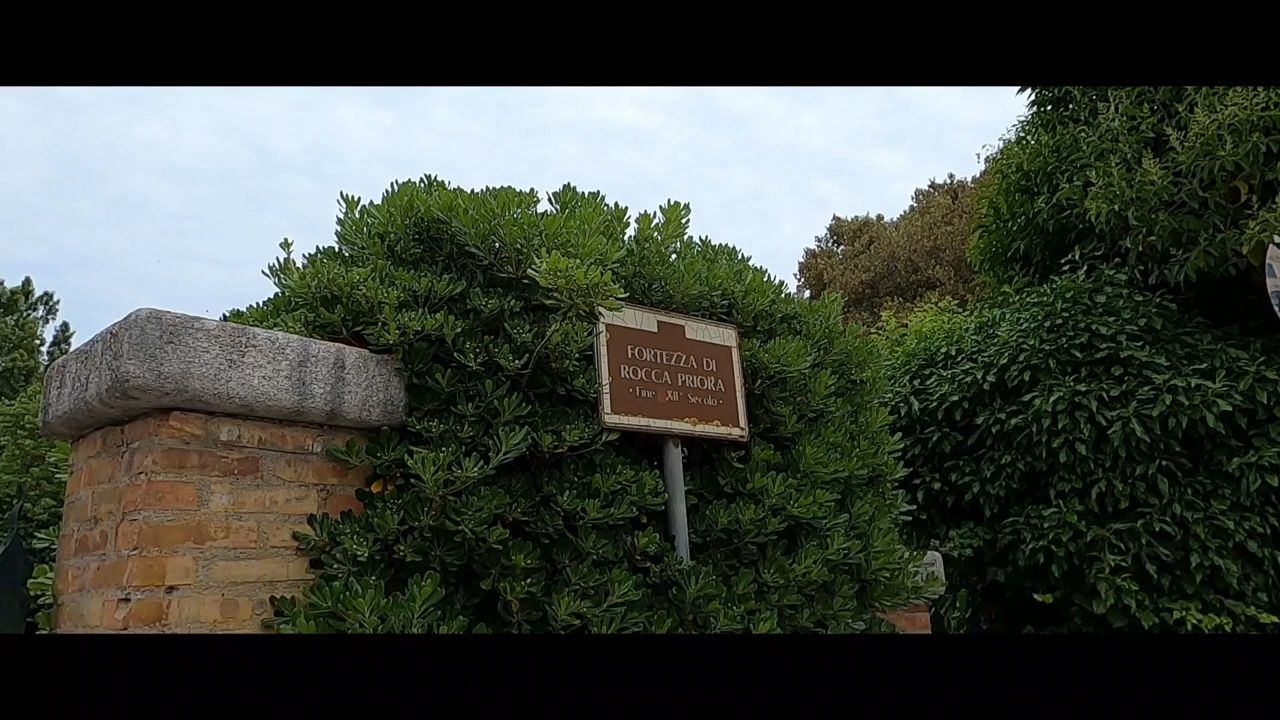 FORTEZZA DI
ROCCA PRIORA
• Fine XII° Secolo •